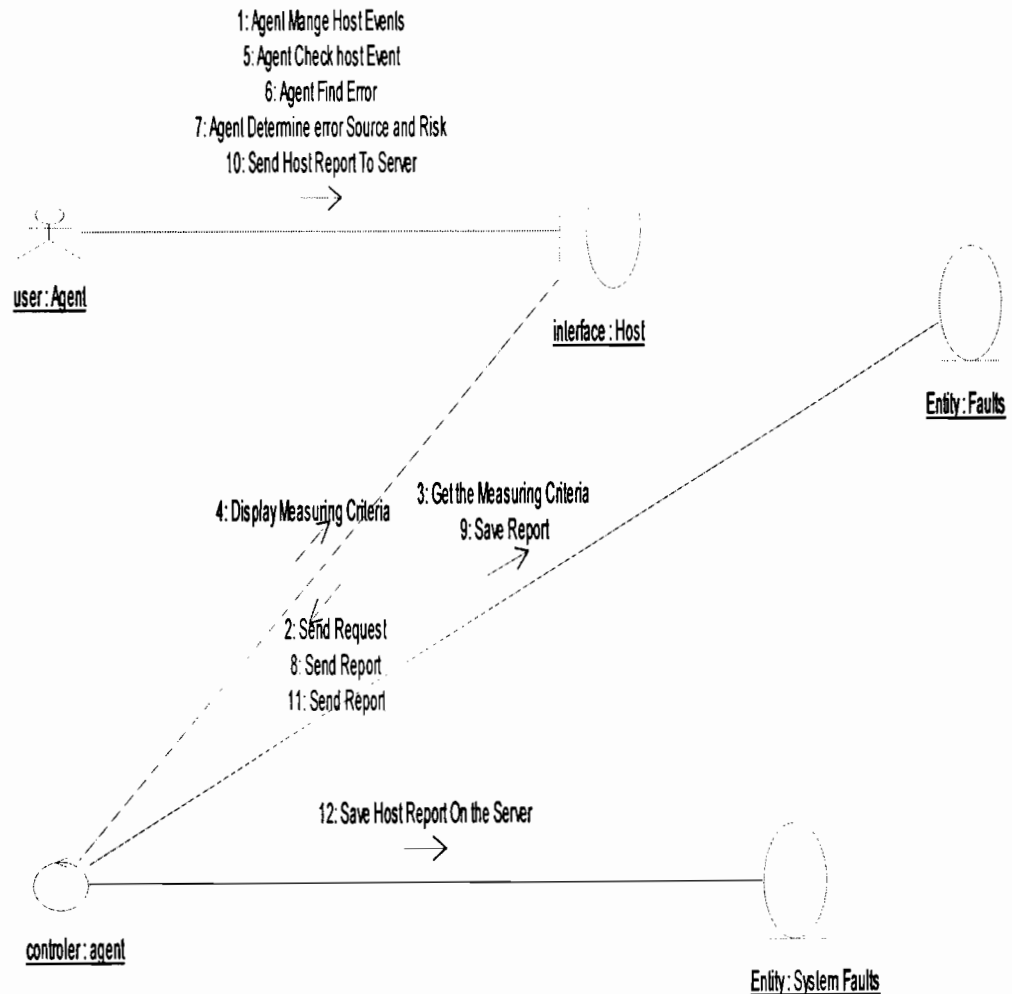 1: Agent Mange Host Events
5: Agent Check host Event
6: Agent Find Error
7: Agent Determine error Source and Risk
10: Send Host Report To Server
user : Agent
interface : Host
Entity : Faults
4: Display Measuring Criteria
3: Get the Measuring Criteria
9: Save Report
2: Send Request
8: Send Report
11: Send Report
12: Save Host Report On the Server
controler : agent
Entity : System Faults